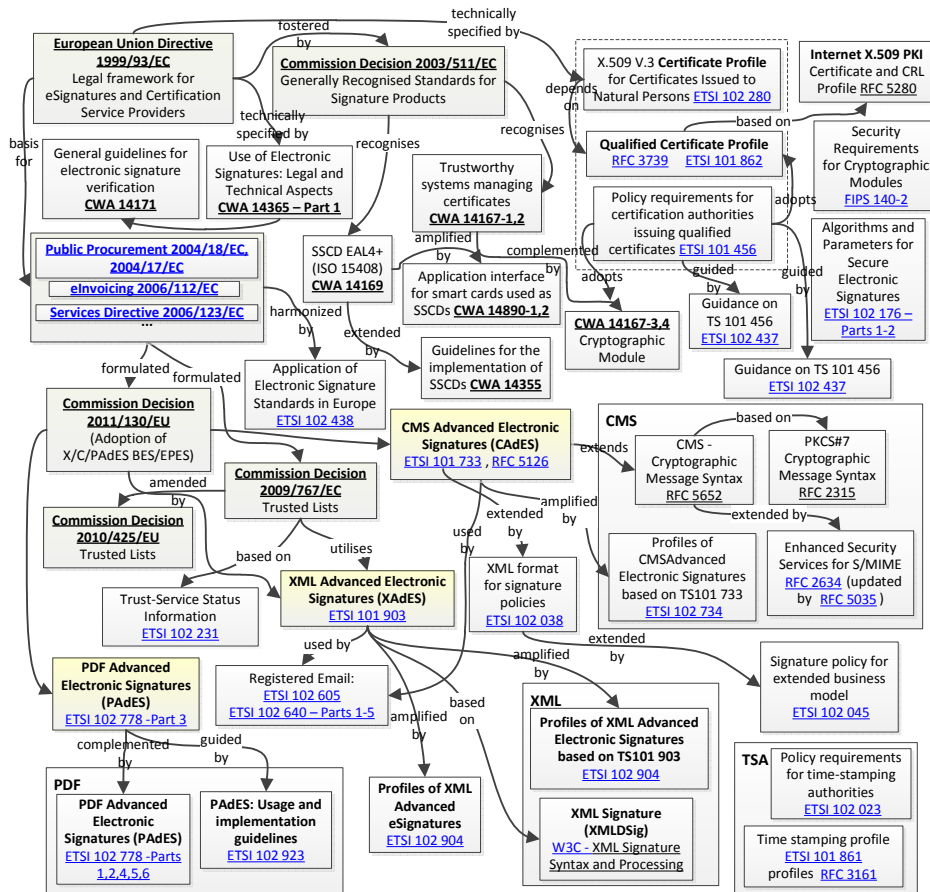 European Union Directive
1999/93/EC
Legal framework for
eSignatures and Certification
Service Providers
fostered
by
Commission Decision 2003/511/EC
Generally Recognised Standards for
Signature Products
technically
specified by
X.509 V.3 Certificate Profile
for Certificates Issued to
Natural Persons ETSI 102 280
Internet X.509 PKI
Certificate and CRL
Profile RFC 5280
depends
on
based on
Qualified Certificate Profile
RFC 3739 ETSI 101 862
Security
Requirements
for Cryptographic
Modules
FIPS 140-2
basis
for
technically
specified by
recognises
recognises
General guidelines for
electronic signature
verification
CWA 14171
Use of Electronic
Signatures: Legal and
Technical Aspects
CWA 14365 – Part 1
Trustworthy
systems managing
certificates
CWA 14167-1,2
Policy requirements for
certification authorities
issuing qualified
certificates ETSI 101 456
adopts
Algorithms and
Parameters for
Secure
Electronic
Signatures
ETSI 102 176 –
Parts 1-2
Public Procurement 2004/18/EC,
2004/17/EC
eInvoicing 2006/112/EC
Services Directive 2006/123/EC
...
SSCD EAL4+
(ISO 15408)
CWA 14169
amplified
by
complemented
by
adopts
guided
by
guided
by
Application interface
for smart cards used as
SSCDs CWA 14890-1,2
harmonized
by
extended
by
CWA 14167-3,4
Cryptographic
Module
Guidance on
TS 101 456
ETSI 102 437
Guidelines for the
implementation of
SSCDs CWA 14355
Guidance on TS 101 456
ETSI 102 437
formulated
formulated
Application of
Electronic Signature
Standards in Europe
ETSI 102 438
Commission Decision
2011/130/EU
(Adoption of
X/C/PAdES BES/EPES)
CMS Advanced Electronic
Signatures (CAdES)
ETSI 101 733 , RFC 5126
CMS
extends
CMS -
Cryptographic
Message Syntax
RFC 5652
based on
PKCS#7
Cryptographic
Message Syntax
RFC 2315
extended by
amended
by
Commission Decision
2009/767/EC
Trusted Lists
Commission Decision
2010/425/EU
Trusted Lists
extended
by
used
by
amplified
by
Profiles of
CMSAdvanced
Electronic Signatures
based on TS101 733
ETSI 102 734
Enhanced Security
Services for S/MIME
RFC 2634 (updated
by RFC 5035 )
based on
utilises
XML format
for signature
policies
ETSI 102 038
Trust-Service Status
Information
ETSI 102 231
XML Advanced Electronic
Signatures (XAdES)
ETSI 101 903
extended
by
used by
amplified
by
Signature policy for
extended business
model
ETSI 102 045
PDF Advanced
Electronic Signatures
(PAdES)
ETSI 102 778 -Part 3
Registered Email:
ETSI 102 605
ETSI 102 640 – Parts 1-5
amplified
by
based
on
XML
Profiles of XML Advanced
Electronic Signatures
based on TS101 903
ETSI 102 904
complemented
by
guided
by
PDF
PDF Advanced
Electronic
Signatures (PAdES)
ETSI 102 778 -Parts
1,2,4,5,6
PAdES: Usage and
implementation
guidelines
ETSI 102 923
Profiles of XML
Advanced
eSignatures
ETSI 102 904
XML Signature
(XMLDSig)
W3C - XML Signature
Syntax and Processing
TSA
Policy requirements
for time-stamping
authorities
ETSI 102 023
Time stamping profile
ETSI 101 861
profiles RFC 3161